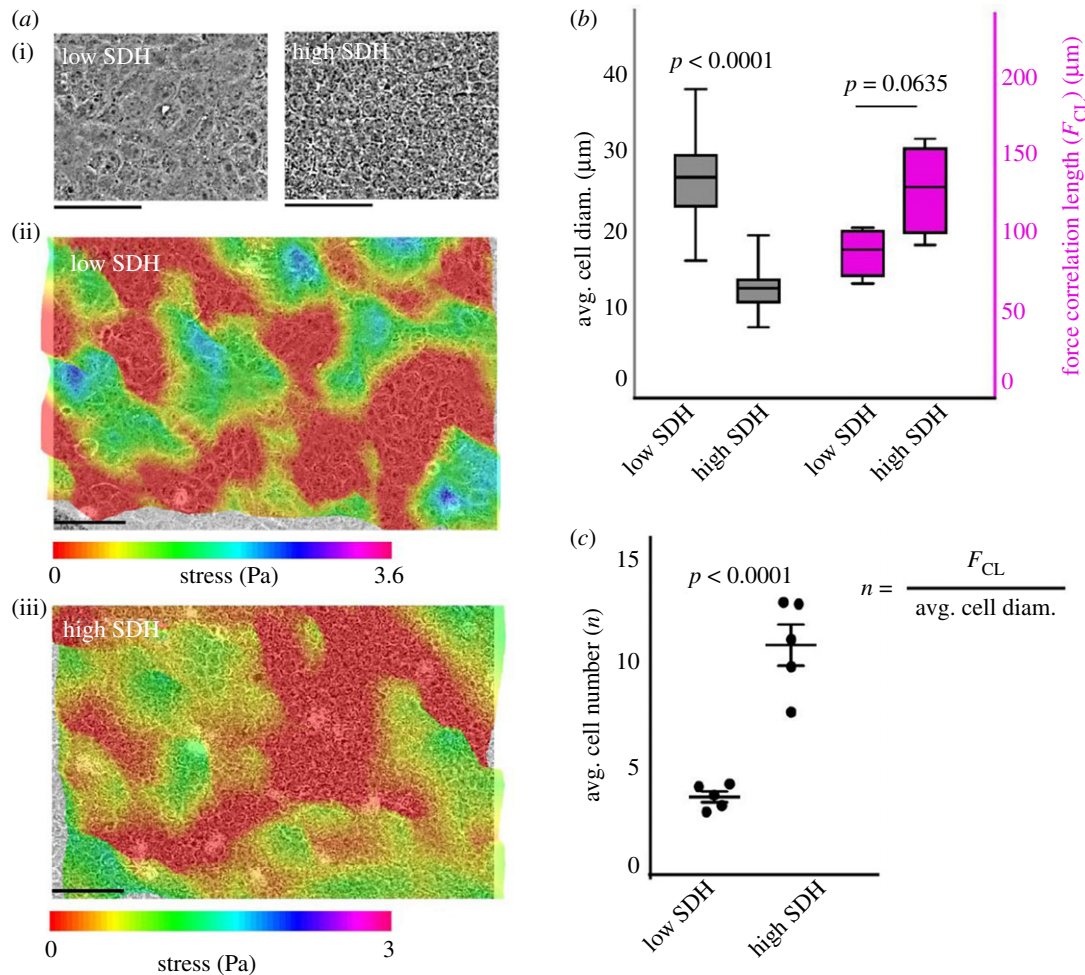 (a)
(i)
low SDH
high SDH
(ii)
low SDH
0
3.6
stress (Pa)
(iii)
high SDH
0
3
stress (Pa)
(b)
avg. cell diam. (µm)
40
30
20
10
0
p < 0.0001
p = 0.0635
200
150
100
50
0
force correlation length (F_CL) (µm)
low SDH
high SDH
low SDH
high SDH
(c)
avg. cell number (n)
15
10
5
0
p < 0.0001
n =
F_CL
avg. cell diam.
low SDH
high SDH